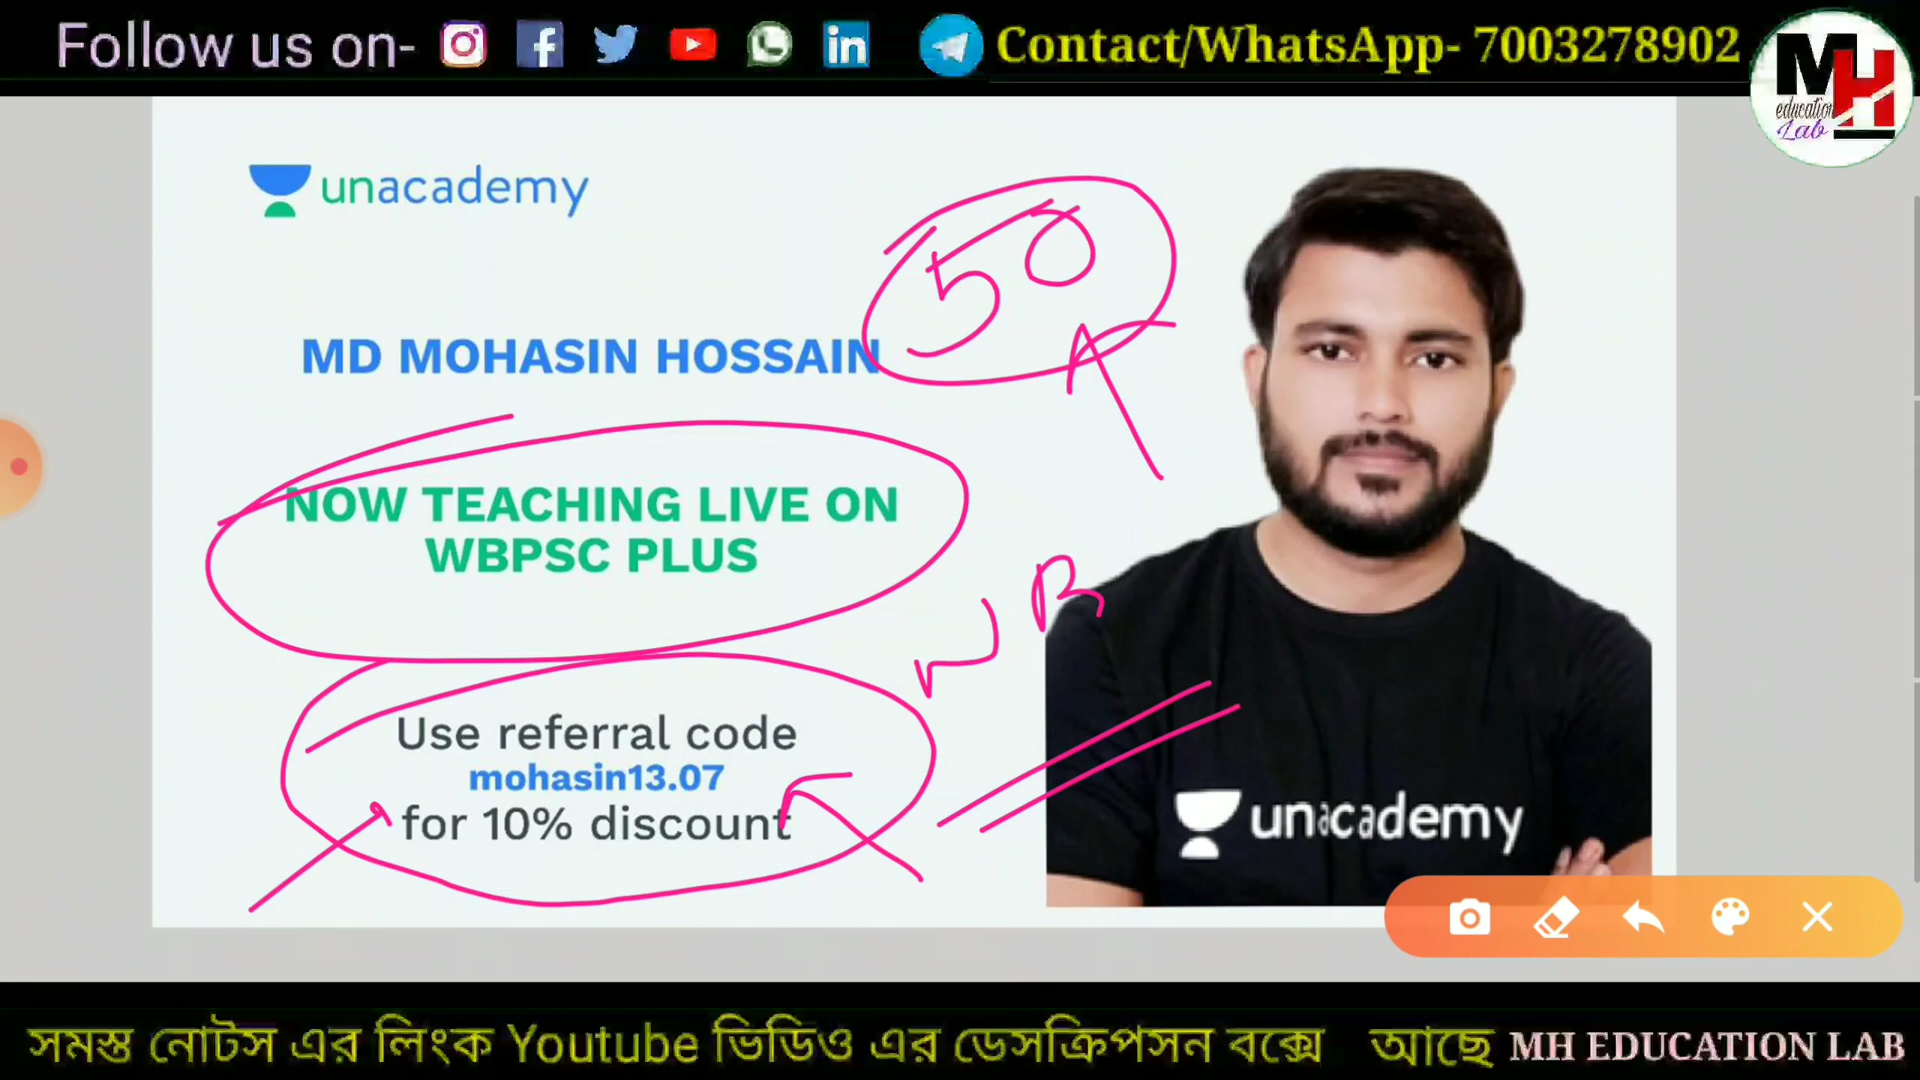 Follow us on- Contact/WhatsApp- 7003278902
MH
education
Lab
unacademy
50
MD MOHASIN HOSSAIN
NOW TEACHING LIVE ON
WBPSC PLUS
WB
Use referral code
mohasin13.07
for 10% discount
unacademy
সমস্ত নোটস এর লিংক Youtube ভিডিও এর ডেসক্রিপসন বক্সে আছে MH EDUCATION LAB